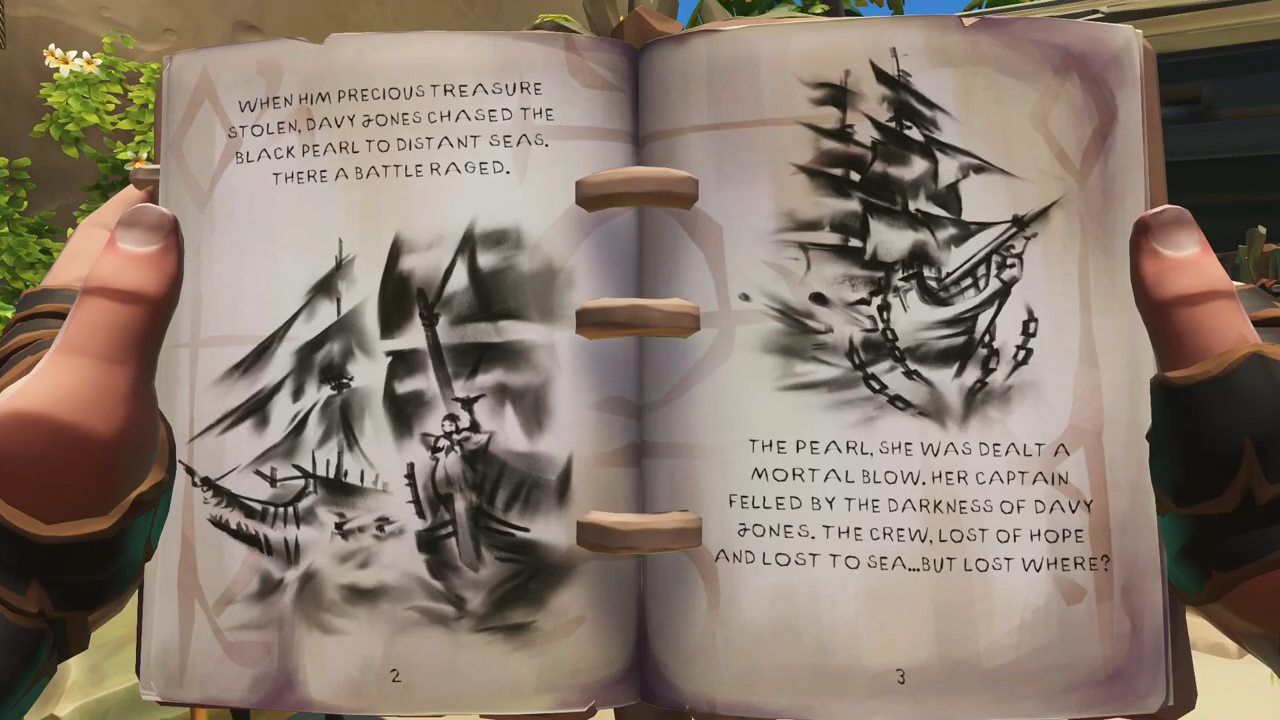 WHEN HIM PRECIOUS TREASURE
STOLEN, DAVY JONES CHASED THE
BLACK PEARL TO DISTANT SEAS.
THERE A BATTLE RAGED.
2
THE PEARL, SHE WAS DEALT A
MORTAL BLOW. HER CAPTAIN
FELLED BY THE DARKNESS OF DAVY
JONES. THE CREW, LOST OF HOPE
AND LOST TO SEA...BUT LOST WHERE?
3